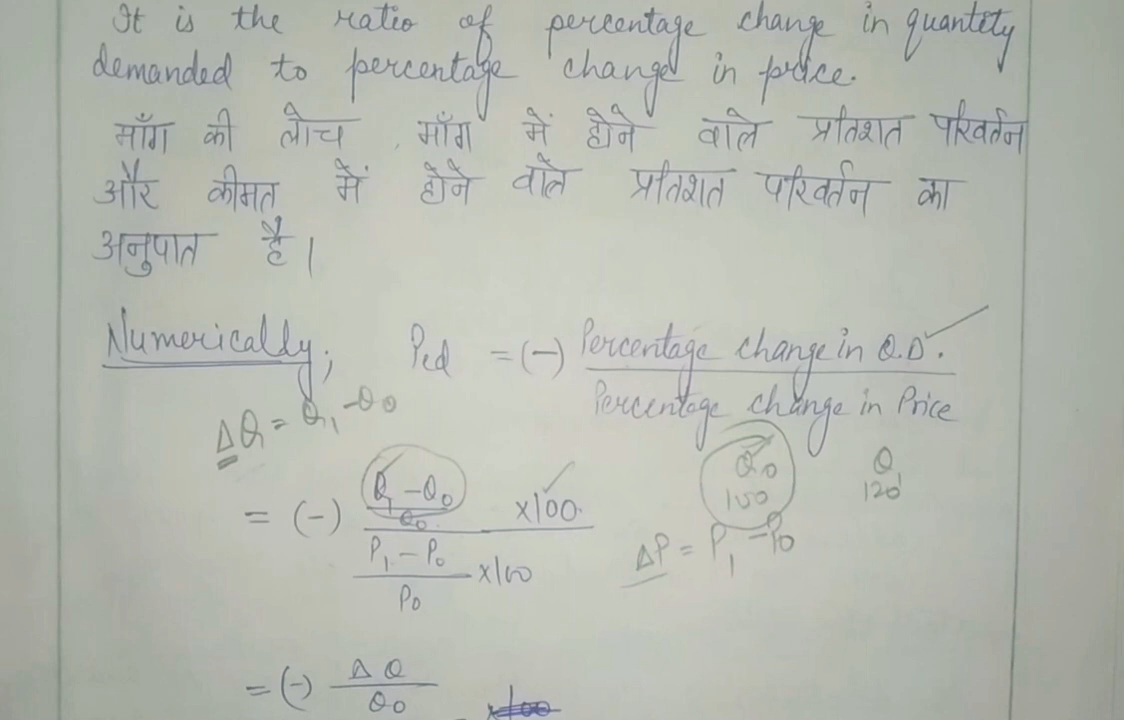 It is the ratio of percentage change in quantity
demanded to percentage change in price.
माँग की लोच, माँग में होने वाले प्रतिशत परिवर्तन
और कीमत में होने वाले प्रतिशत परिवर्तन का
अनुपात है।
Numerically; Ped = (-) Percentage change in Q.D.
Percentage change in Price
ΔQ = Q₁ - Q₀
Q₀ Q₁
100 120
= (-) Q₁ - Q₀ / Q₀ ×100
P₁ - P₀ / P₀ ×100
ΔP = P₁ - P₀
= (-) ΔQ
Q₀